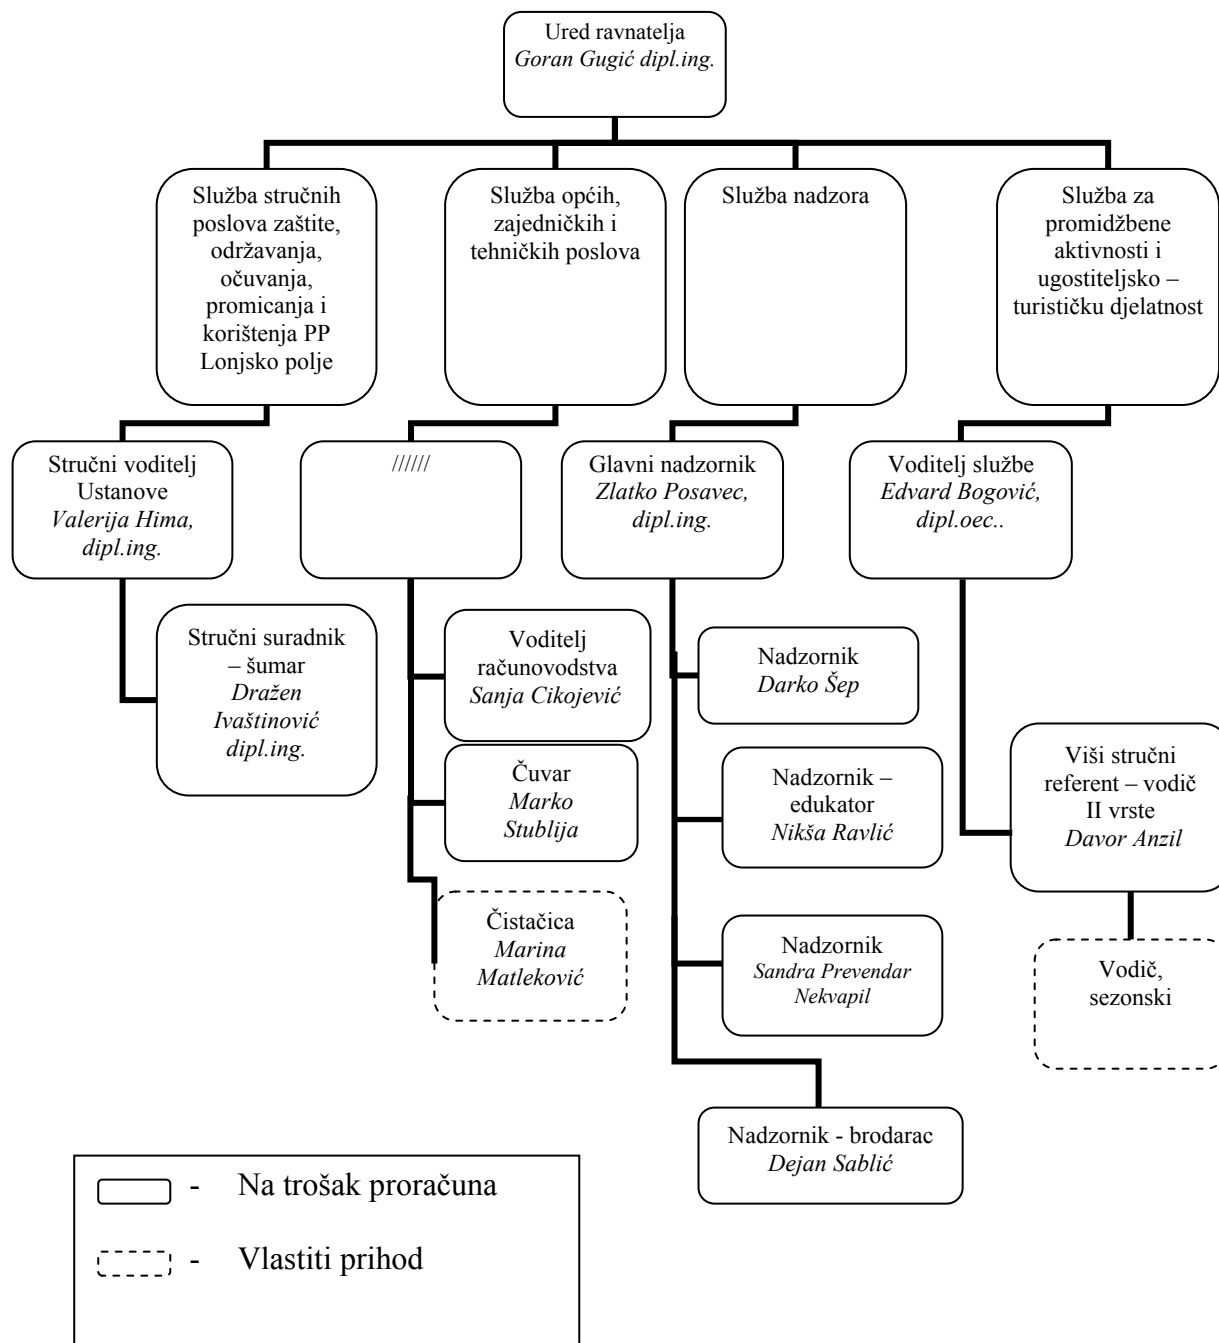 Ured ravnatelja
Goran Gugić dipl.ing.
Služba stručnih
poslova zaštite,
održavanja,
očuvanja,
promicanja i
korištenja PP
Lonjsko polje
Služba općih,
zajedničkih i
tehničkih poslova
Služba nadzora
Služba za
promidžbene
aktivnosti i
ugostiteljsko –
turističku djelatnost
Stručni voditelj
Ustanove
Valerija Hima,
dipl.ing.
//////
Glavni nadzornik
Zlatko Posavec,
dipl.ing.
Voditelj službe
Edvard Bogović,
dipl.oec..
Stručni suradnik
– šumar
Dražen
Ivaštinović
dipl.ing.
Voditelj
računovodstva
Sanja Cikojević
Čuvar
Marko
Stublija
Čistačica
Marina
Matleković
Nadzornik
Darko Šep
Nadzornik –
edukator
Nikša Ravlić
Nadzornik
Sandra Prevendar
Nekvapil
Nadzornik - brodarac
Dejan Sablić
Viši stručni
referent – vodič
II vrste
Davor Anzil
Vodič,
sezonski
- Na trošak proračuna
- Vlastiti prihod